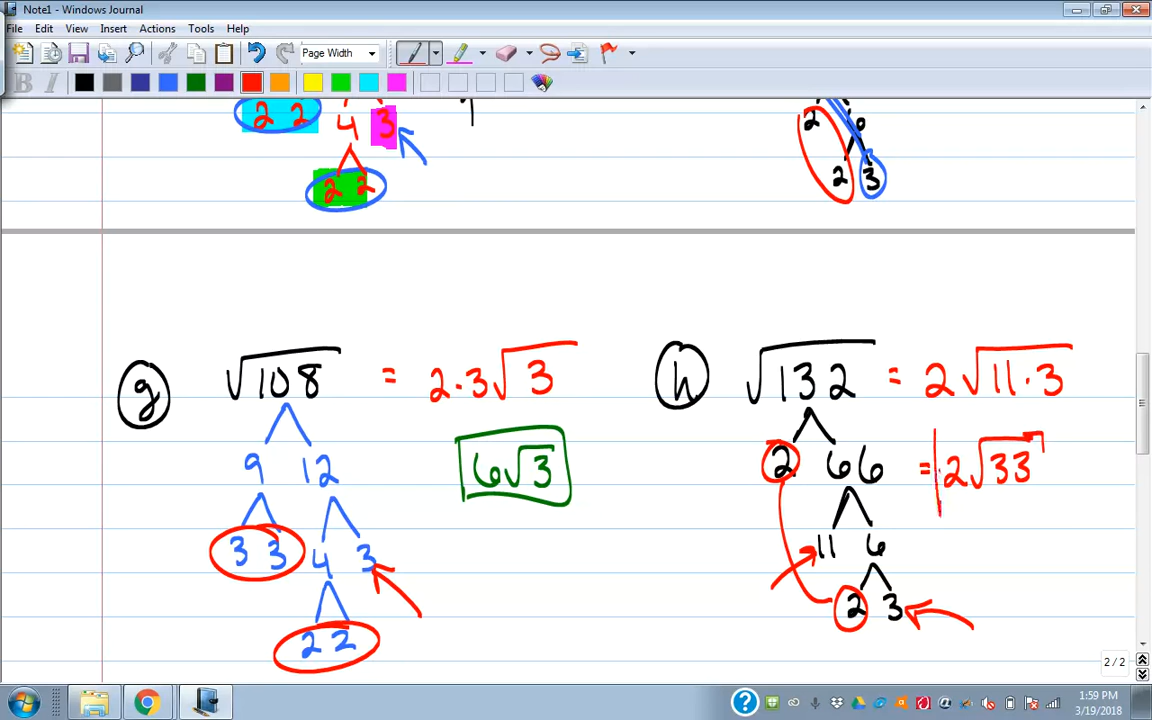 Note1 - Windows Journal
File Edit View Insert Actions Tools Help
Page Width
B I
2 2 4 3
2 2
2 6
2 3
g √108 = 2·3√3
6√3
9 12
3 3 4 3
2 2
h √132 = 2√11·3
2 66 = 2√33
11 6
2 3
2 / 2
1:59 PM
3/19/2018